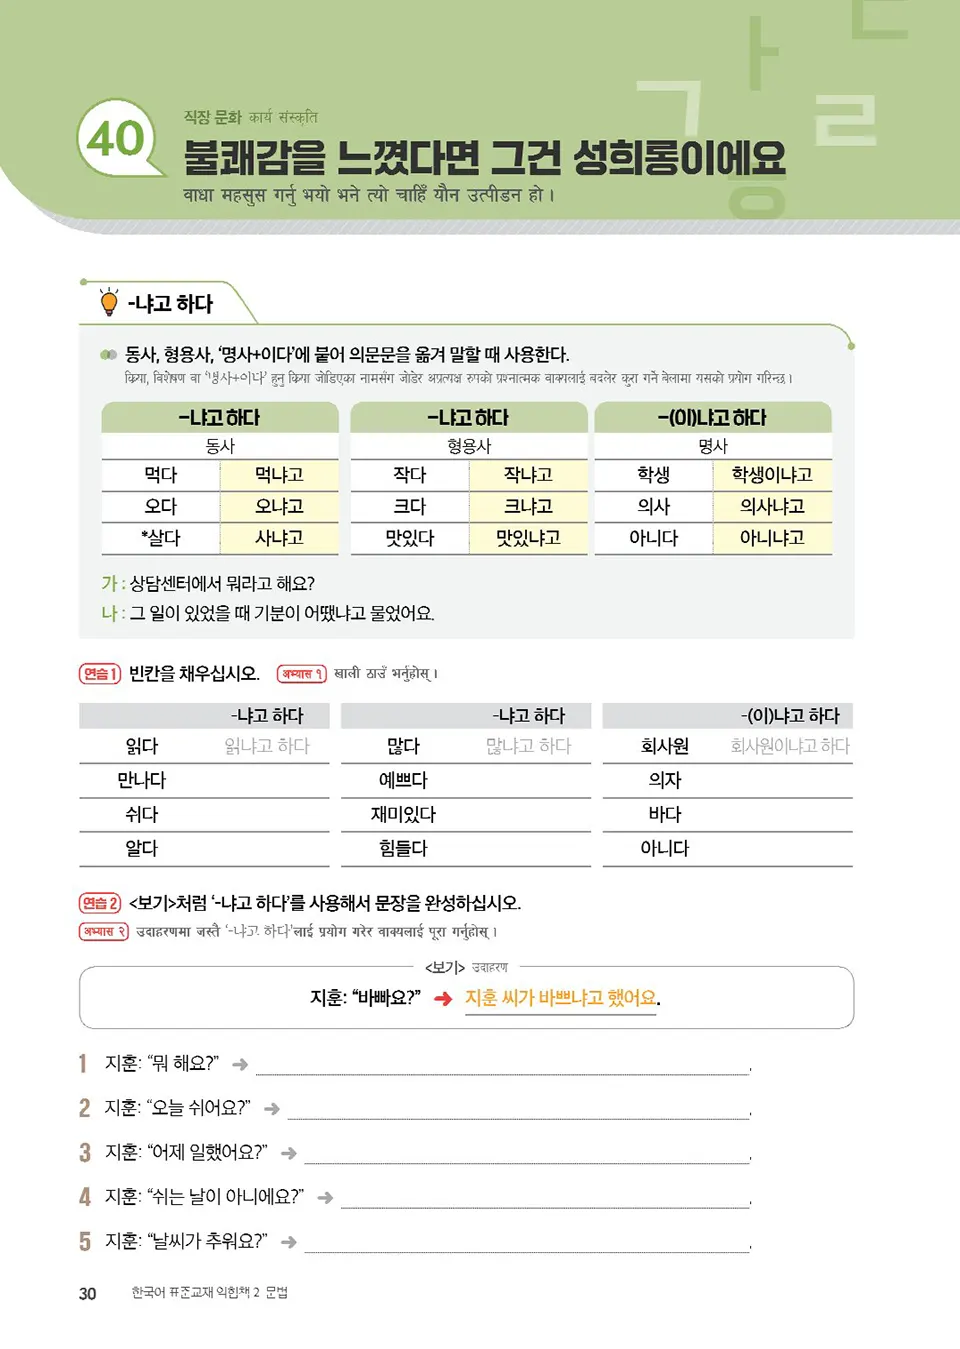 직장 문화 कार्य संस्कृति
40
불쾌감을 느꼈다면 그건 성희롱이에요
वाधा महसुस गर्नु भयो भने त्यो चाहिँ यौन उत्पीडन हो ।
ㄱ ㅏ ㄹ ㅇ
-냐고 하다
동사, 형용사, ‘명사+이다’에 붙어 의문문을 옮겨 말할 때 사용한다.
क्रिया, विशेषण वा ‘명사+이다’ हुनु क्रिया जोडिएका नामसँग जोडेर अप्रत्यक्ष रुपको प्रश्नात्मक वाक्यलाई बदलेर कुरा गर्ने बेलामा यसको प्रयोग गरिन्छ ।
-냐고 하다 -냐고 하다 -(이)냐고 하다
동사 형용사 명사
먹다 먹냐고 작다 작냐고 학생 학생이냐고
오다 오냐고 크다 크냐고 의사 의사냐고
*살다 사냐고 맛있다 맛있냐고 아니다 아니냐고
가 : 상담센터에서 뭐라고 해요?
나 : 그 일이 있었을 때 기분이 어땠냐고 물었어요.
연습 1 빈칸을 채우십시오. अभ्यास १ खाली ठाउँ भर्नुहोस् ।
-냐고 하다 -냐고 하다 -(이)냐고 하다
읽다 읽냐고 하다 많다 많냐고 하다 회사원 회사원이냐고 하다
만나다 예쁘다 의자
쉬다 재미있다 바다
알다 힘들다 아니다
연습 2 <보기>처럼 ‘-냐고 하다’를 사용해서 문장을 완성하십시오.
अभ्यास २ उदाहरणमा जस्तै ‘-냐고 하다’लाई प्रयोग गरेर वाक्यलाई पूरा गर्नुहोस् ।
<보기> उदाहरण
지훈: “바빠요?” ➜ 지훈 씨가 바쁘냐고 했어요.
1 지훈: “뭐 해요?” ➜ .
2 지훈: “오늘 쉬어요?” ➜ .
3 지훈: “어제 일했어요?” ➜ .
4 지훈: “쉬는 날이 아니에요?” ➜ .
5 지훈: “날씨가 추워요?” ➜ .
30 한국어 표준교재 익힘책 2 문법